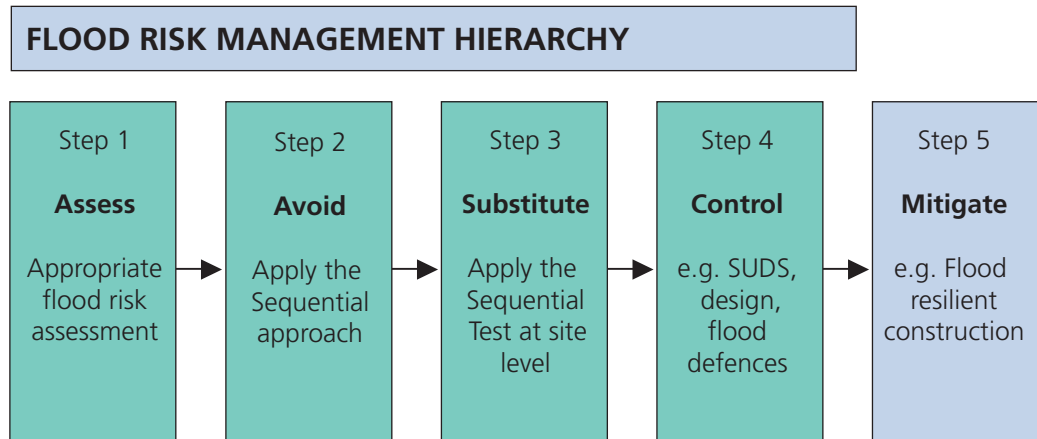 FLOOD RISK MANAGEMENT HIERARCHY
Step 1
Assess
Appropriate
flood risk
assessment
Step 2
Avoid
Apply the
Sequential
approach
Step 3
Substitute
Apply the
Sequential
Test at site
level
Step 4
Control
e.g. SUDS,
design,
flood
defences
Step 5
Mitigate
e.g. Flood
resilient
construction